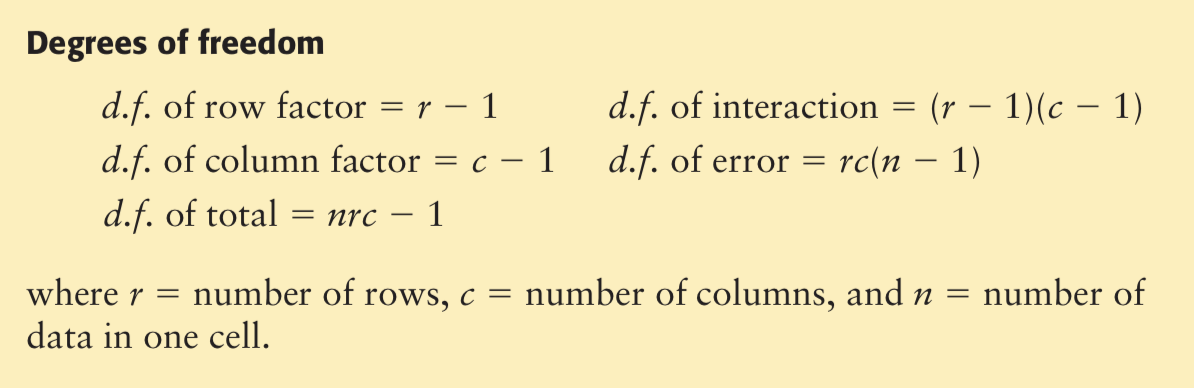 Degrees of freedom
d.f. of row factor = r − 1 d.f. of interaction = (r − 1)(c − 1)
d.f. of column factor = c − 1 d.f. of error = rc(n − 1)
d.f. of total = nrc − 1
where r = number of rows, c = number of columns, and n = number of
data in one cell.